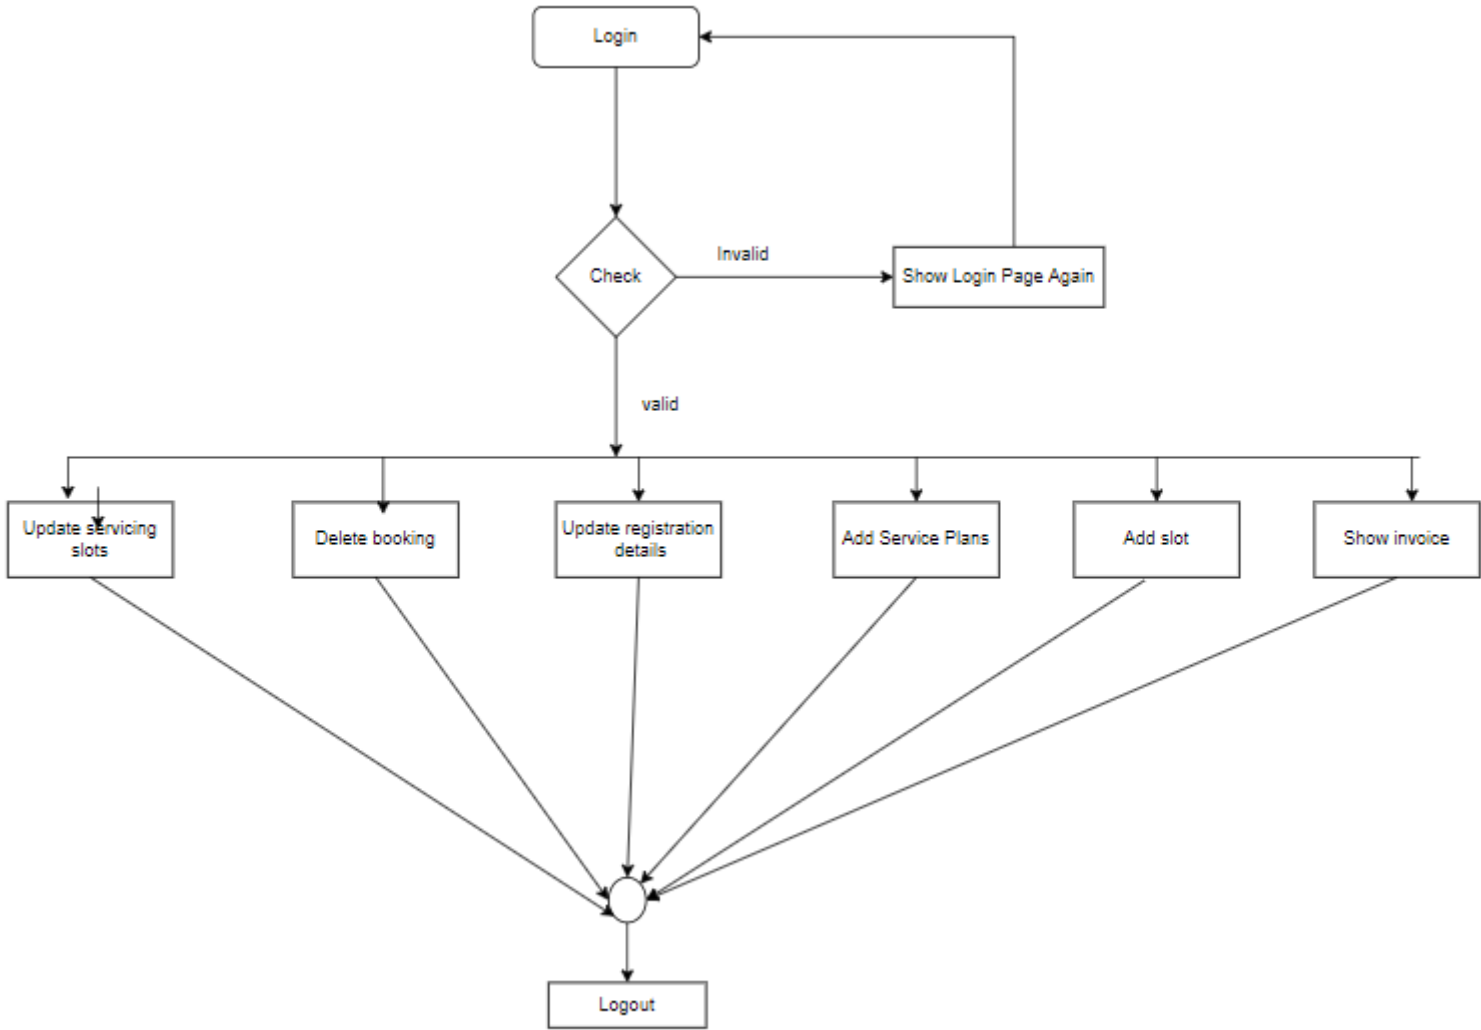 Login
Check
Invalid
Show Login Page Again
valid
Update servicing
slots
Delete booking
Update registration
details
Add Service Plans
Add slot
Show invoice
Logout